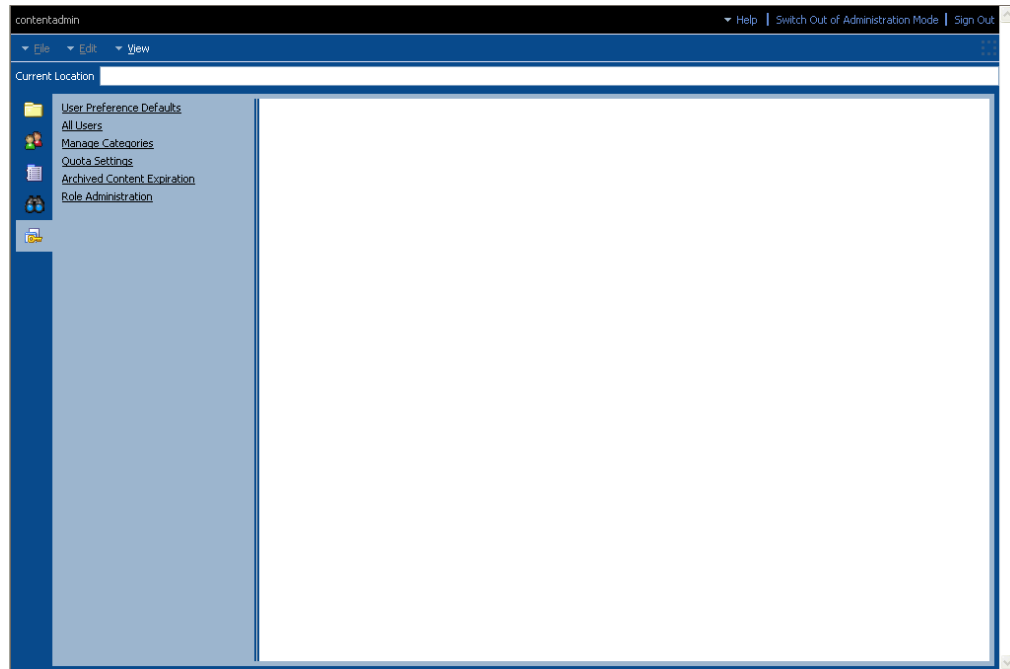 contentadmin Help | Switch Out of Administration Mode | Sign Out
File Edit View
Current Location
User Preference Defaults
All Users
Manage Categories
Quota Settings
Archived Content Expiration
Role Administration